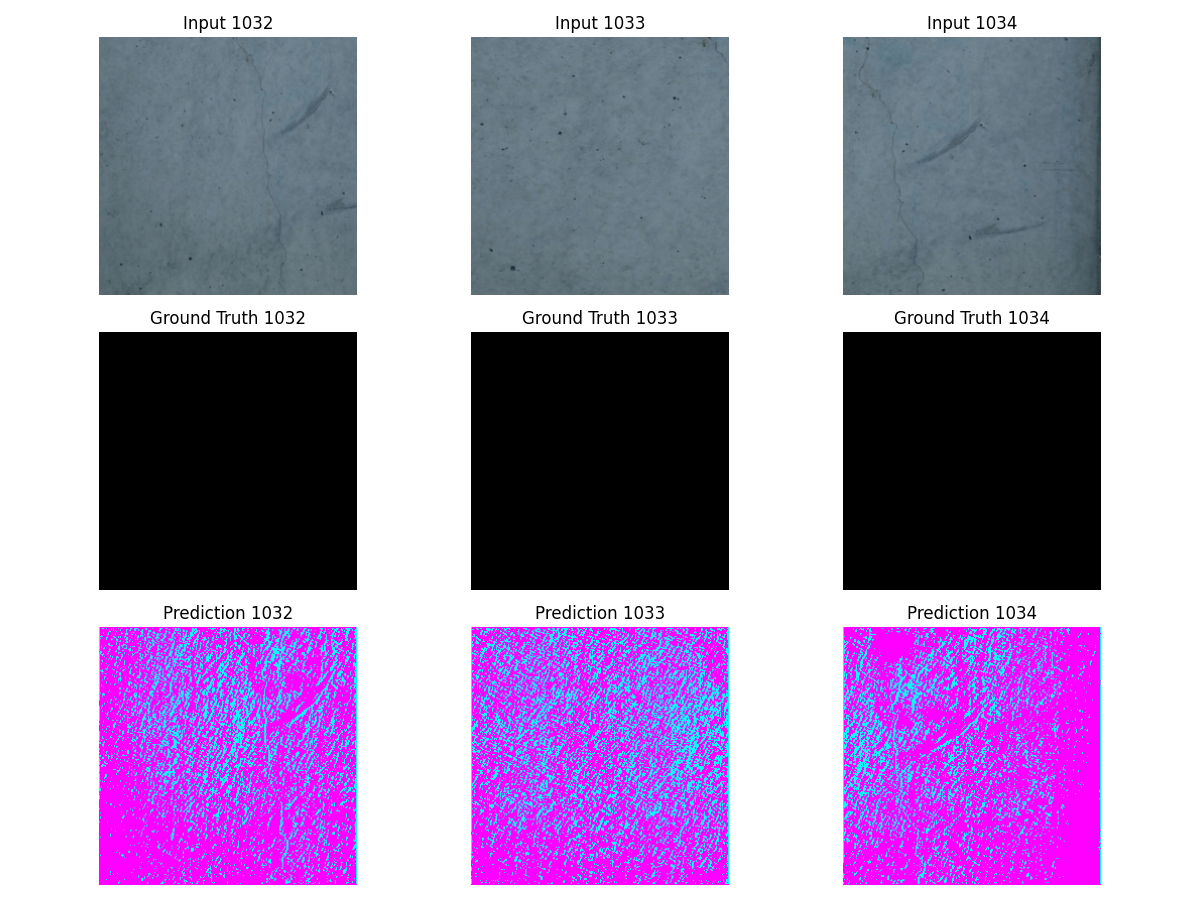 Input 1032
Input 1033
Input 1034
Ground Truth 1032
Ground Truth 1033
Ground Truth 1034
Prediction 1032
Prediction 1033
Prediction 1034